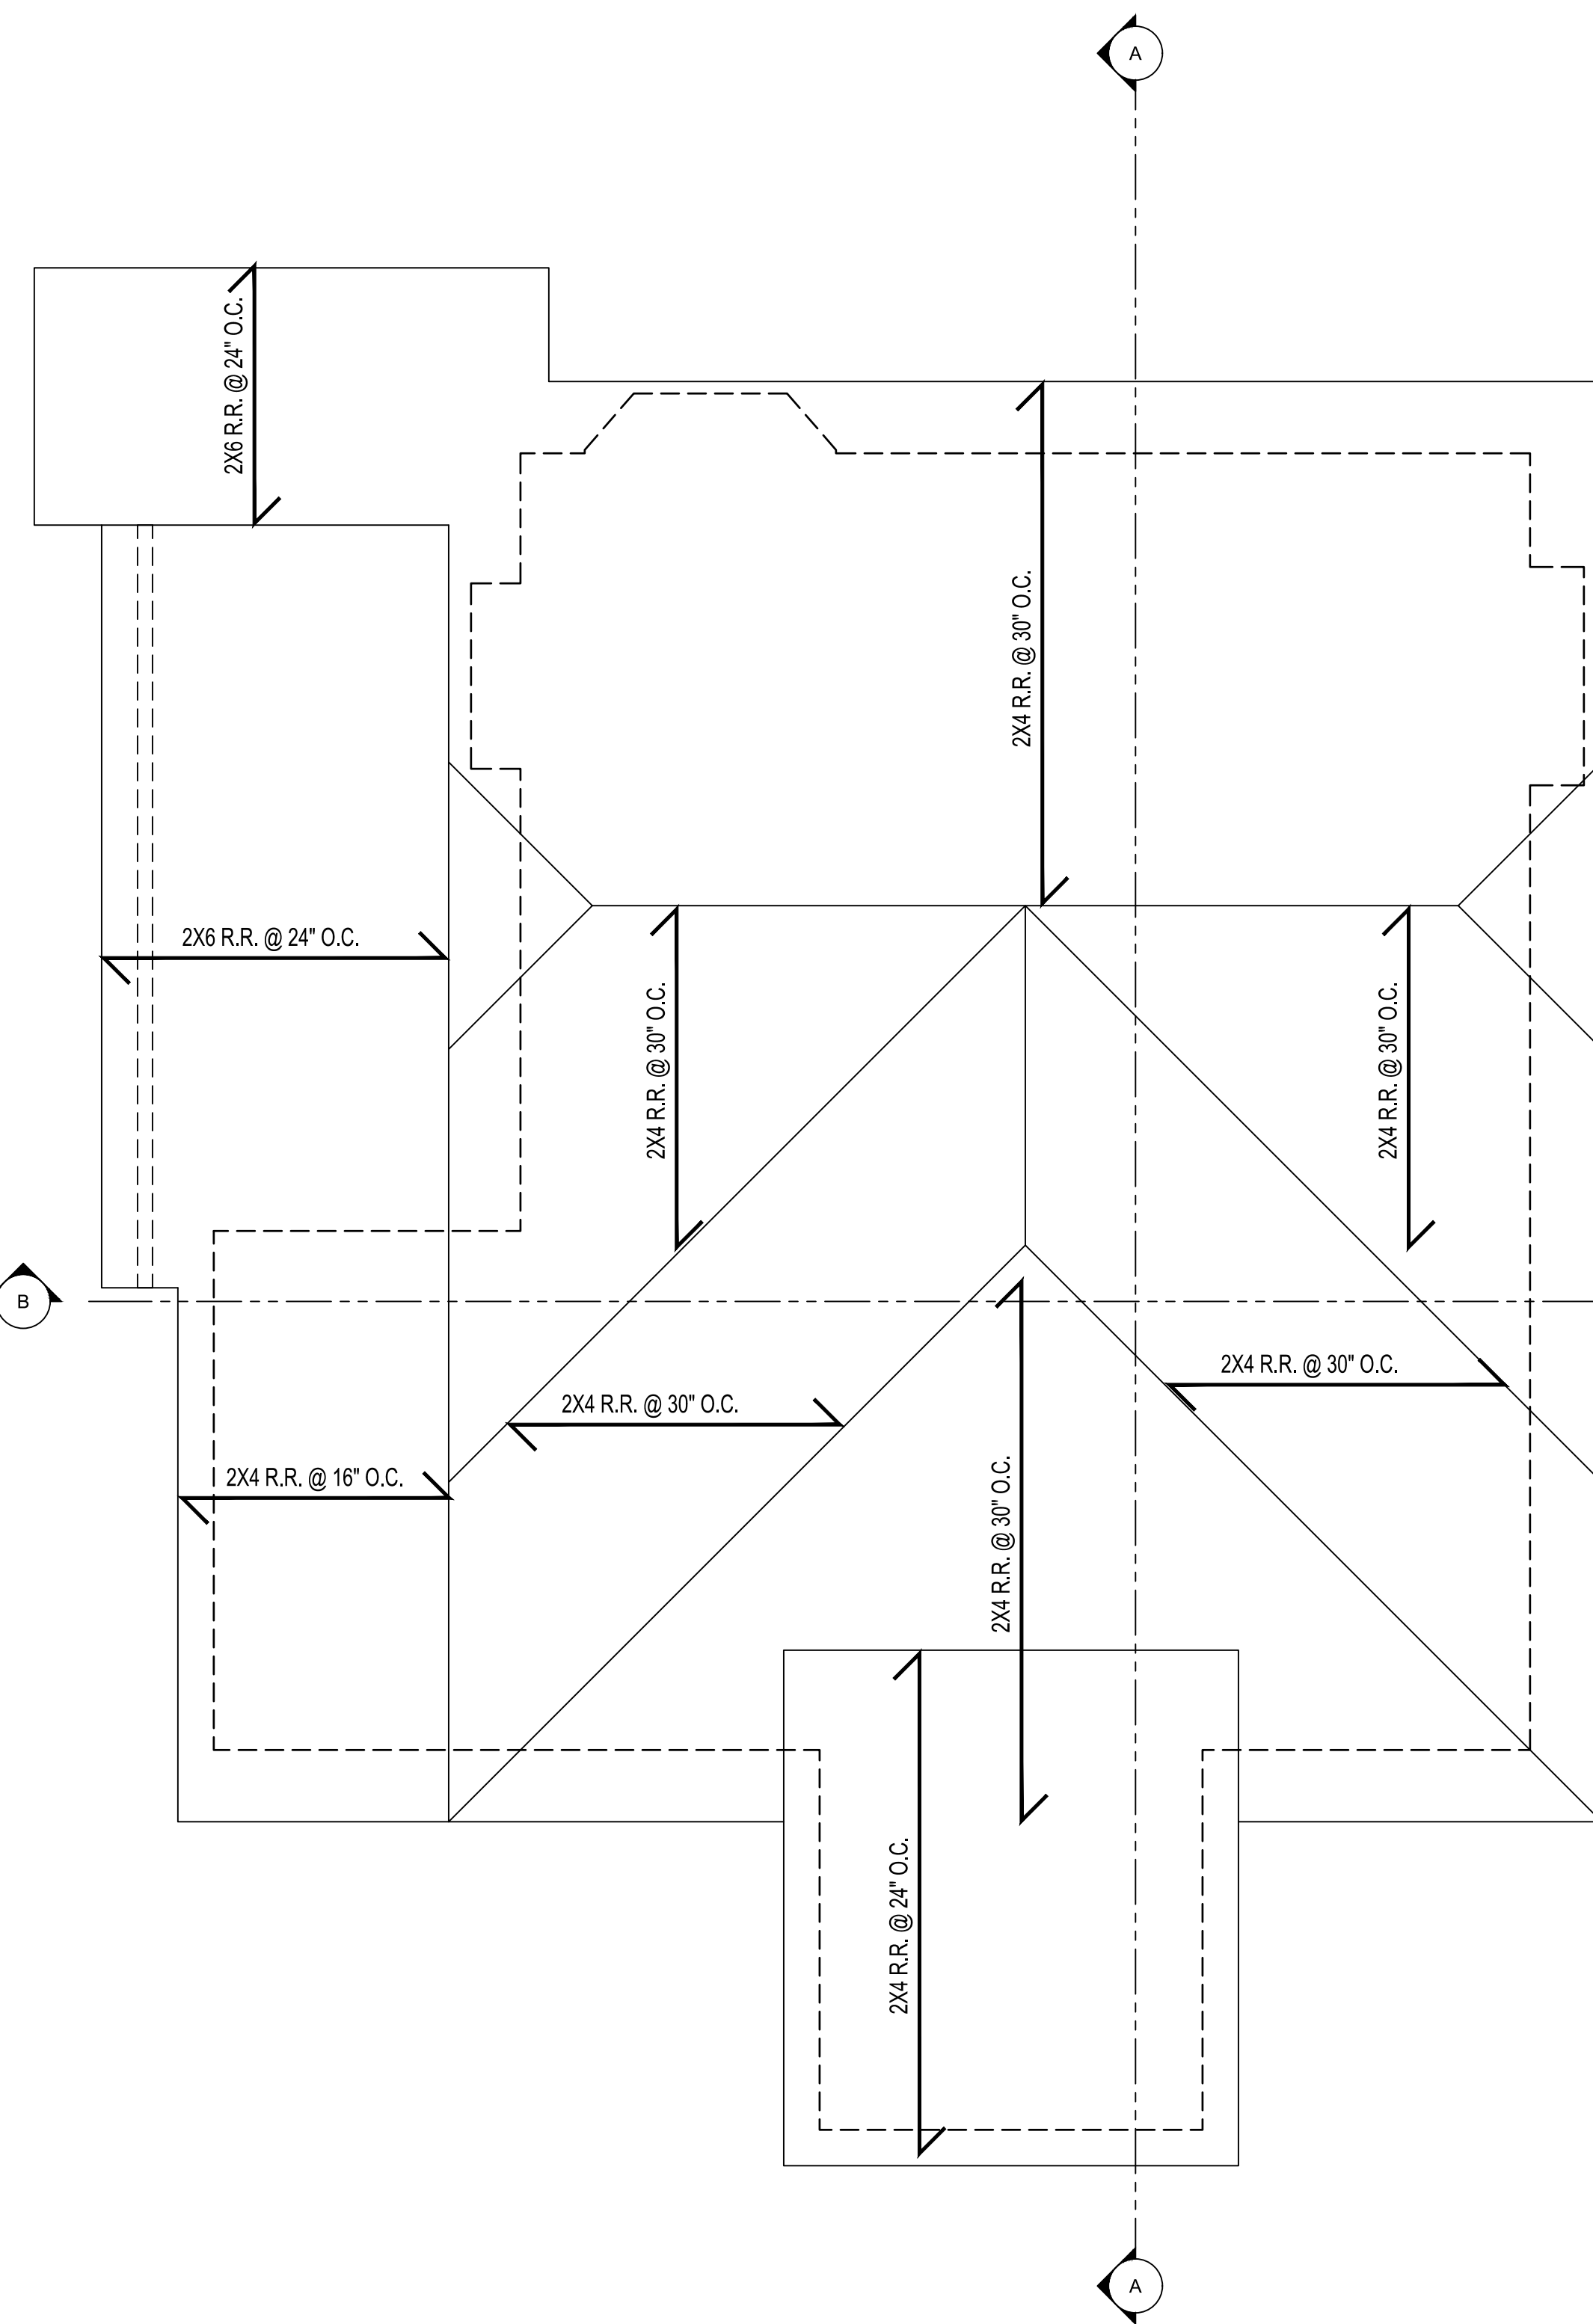 A
2X6 R.R. @ 24" O.C.
2X4 R.R. @ 30" O.C.
2X6 R.R. @ 24" O.C.
2X4 R.R. @ 30" O.C.
2X4 R.R. @ 30" O.C.
B
2X4 R.R. @ 30" O.C.
2X4 R.R. @ 30" O.C.
2X4 R.R. @ 16" O.C.
2X4 R.R. @ 30" O.C.
2X4 R.R. @ 24" O.C.
A